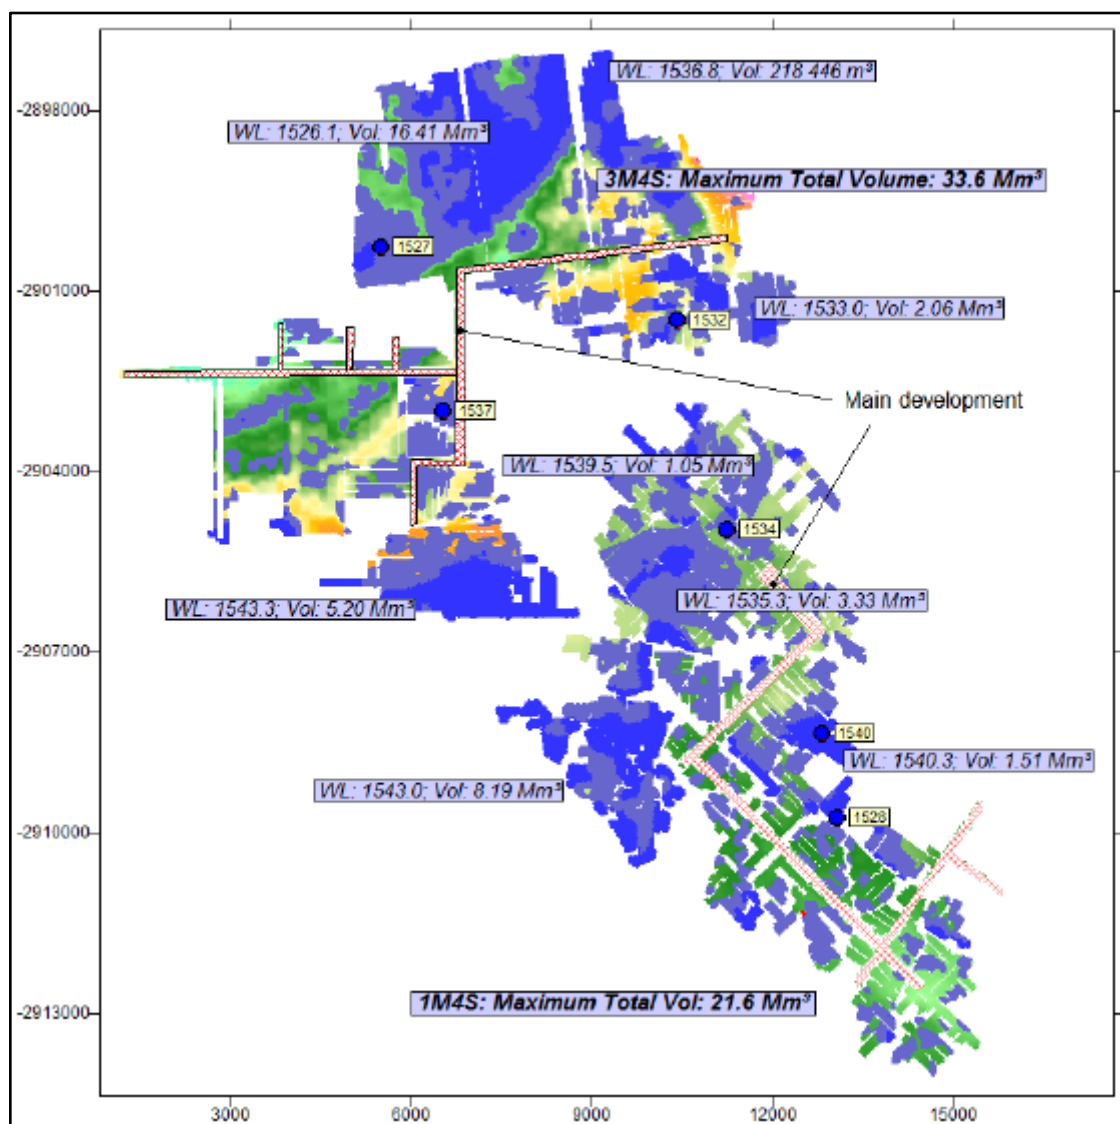 WL: 1536.8; Vol: 218 446 m³
-2898000
WL: 1526.1; Vol: 16.41 Mm³
3M4S: Maximum Total Volume: 33.6 Mm³
1527
-2901000
WL: 1533.0; Vol: 2.06 Mm³
1532
Main development
1537
-2904000
WL: 1539.5; Vol: 1.05 Mm³
1534
WL: 1543.3; Vol: 5.20 Mm³
WL: 1535.3; Vol: 3.33 Mm³
-2907000
1540
WL: 1540.3; Vol: 1.51 Mm³
WL: 1543.0; Vol: 8.19 Mm³
1528
-2910000
1M4S: Maximum Total Vol: 21.6 Mm³
-2913000
3000 6000 9000 12000 15000